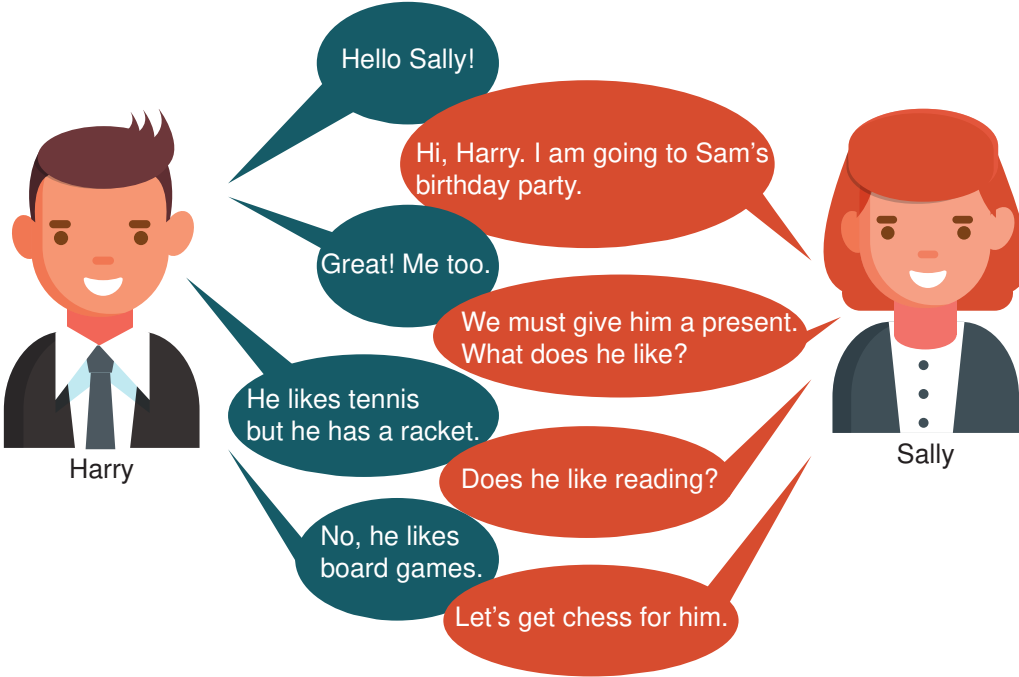 Hello Sally!
Hi, Harry. I am going to Sam's
birthday party.
Great! Me too.
We must give him a present.
What does he like?
He likes tennis
but he has a racket.
Does he like reading?
No, he likes
board games.
Let's get chess for him.
Harry
Sally